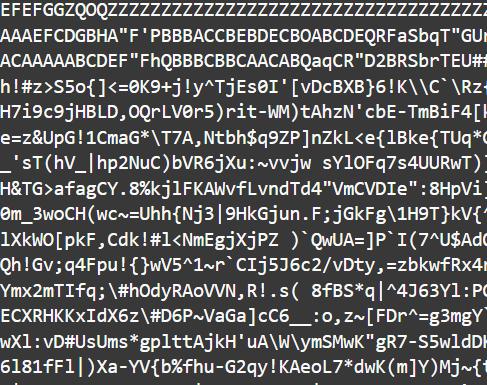 EFEFGGZQOQZZZZZZZZZZZZZZZZZZZZZZZZZZZZZZZZZZ
AAAEFCDGBHA"F'PBBBACCBEBDECBOABCDEQRFaSbqT"GU
ACAAAAABCDEF"FhQBBBCBBCAACABQaqCR"D2BRSbrTEU##
h!#z>S5o{]<=0K9+j!y^TjEs0I'[vDcBXB}6!K\\C`\Rz{
H7i9c9jHBLD,OQrLV0r5)rit-WM)tAhzN'cbE-TmBiF4[
e=z&UpG!1CmaG*\T7A,Ntbh$q9ZP]nZkL<e{lBke{TUq*
_'sT(hV_|hp2NuC)bVR6jXu:~vvjw sYlOFq7s4UURwT)
H&TG>afagCY.8%kjlFKAWvfLvndTd4"VmCVDIe":8HpVi
0m_3woCH(wc~=Uhh{Nj3|9HkGjun.F;jGkFg\1H9T}kV{
lXkWO[pkF,Cdk!#l<NmEgjXjPZ )`QwUA=]P`I(7^U$Ad
Qh!Gv;q4Fpu!{}wV5^1~r`CIj5J6c2/vDty,=zbkwfRx4
Ymx2mTIfq;\#hOdyRAoVVN,R!.s( 8fBS*q|^4J63Yl:P
ECXRHKKxIdX6z\#D6P~VaGa]cC6__:o,z~[FDr^=g3mgY
wXl:vD#UsUms*gplttAjkH'uA\W\ymSMwK"gR7-S5wldD
6l81fFl|)Xa-YV{b%fhu-G2qy!KAeoL7*dwK(m]Y)Mj~{